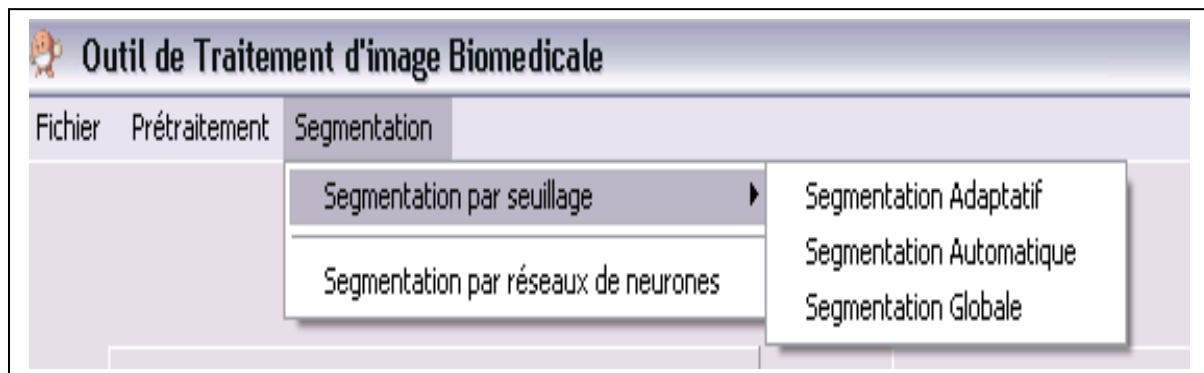 Outil de Traitement d'image Biomedicale
Fichier Prétraitement Segmentation
Segmentation par seuillage
Segmentation par réseaux de neurones
Segmentation Adaptatif
Segmentation Automatique
Segmentation Globale